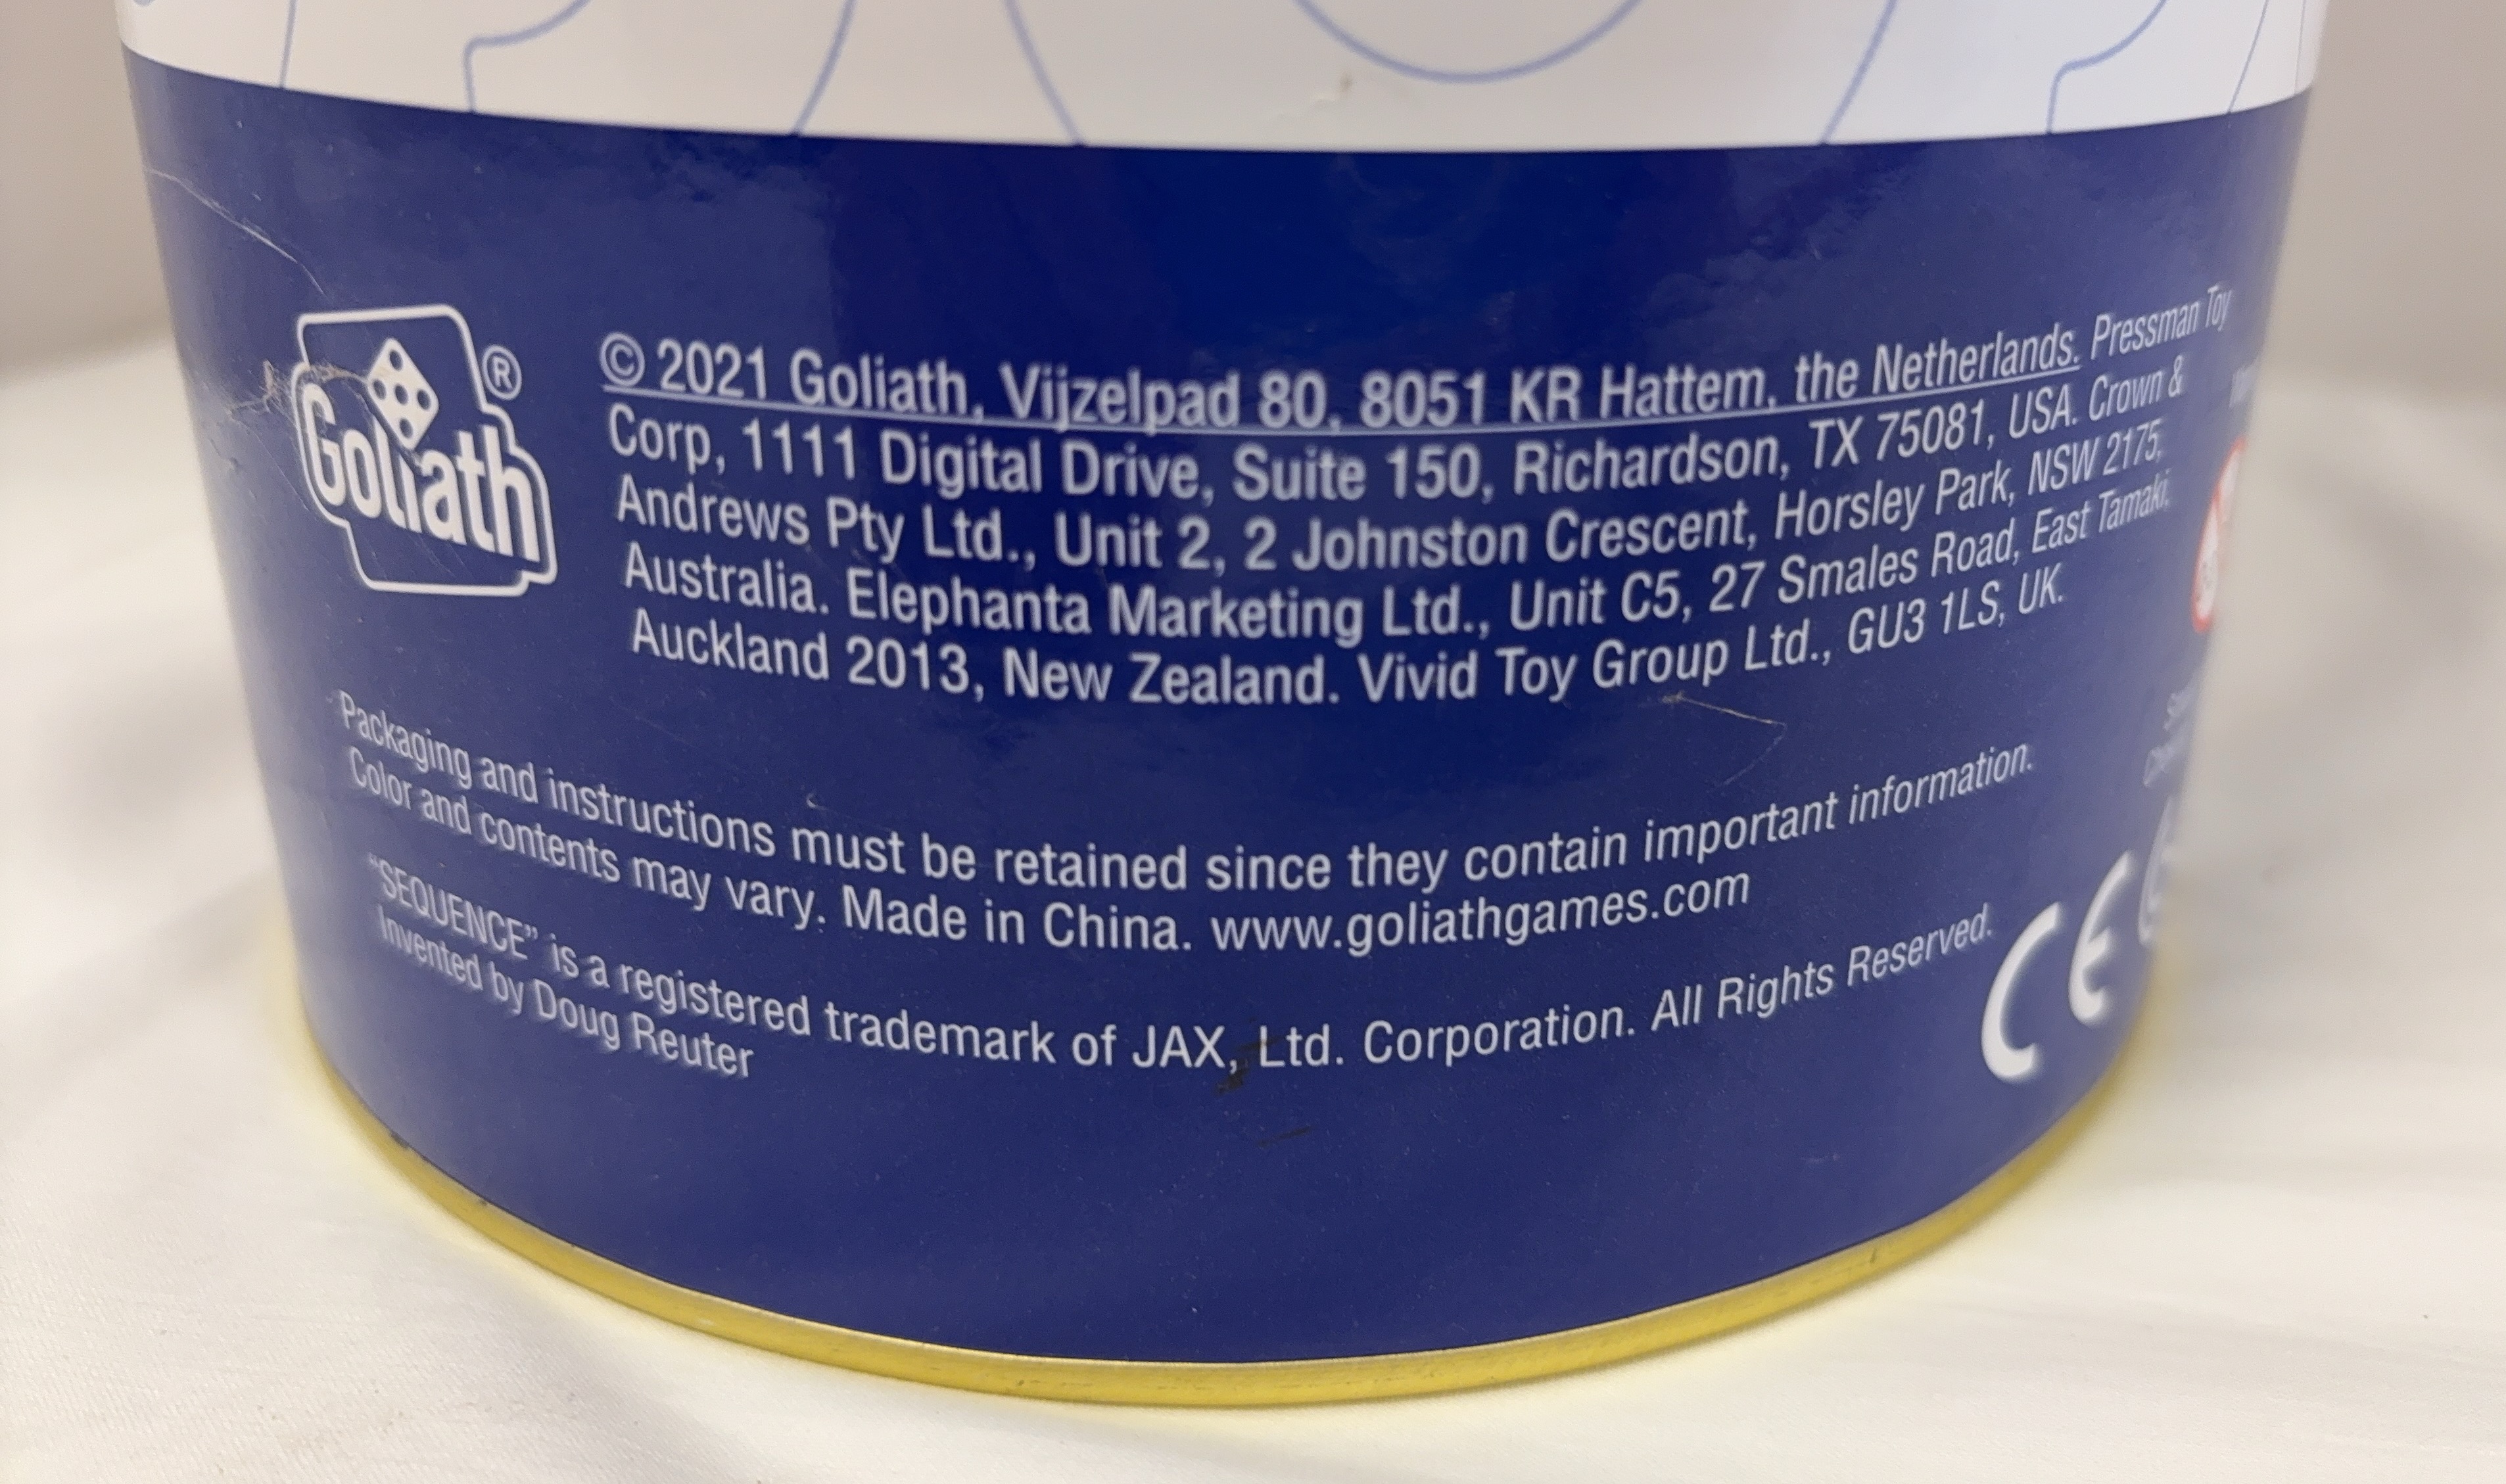 Goliath®
© 2021 Goliath, Vijzelpad 80, 8051 KR Hattem, the Netherlands. Pressman Toy
Corp, 1111 Digital Drive, Suite 150, Richardson, TX 75081, USA. Crown &
Andrews Pty Ltd., Unit 2, 2 Johnston Crescent, Horsley Park, NSW 2175,
Australia. Elephanta Marketing Ltd., Unit C5, 27 Smales Road, East Tamaki,
Auckland 2013, New Zealand. Vivid Toy Group Ltd., GU3 1LS, UK.
Packaging and instructions must be retained since they contain important information.
Color and contents may vary. Made in China. www.goliathgames.com
"SEQUENCE" is a registered trademark of JAX, Ltd. Corporation. All Rights Reserved.
Invented by Doug Reuter
CE